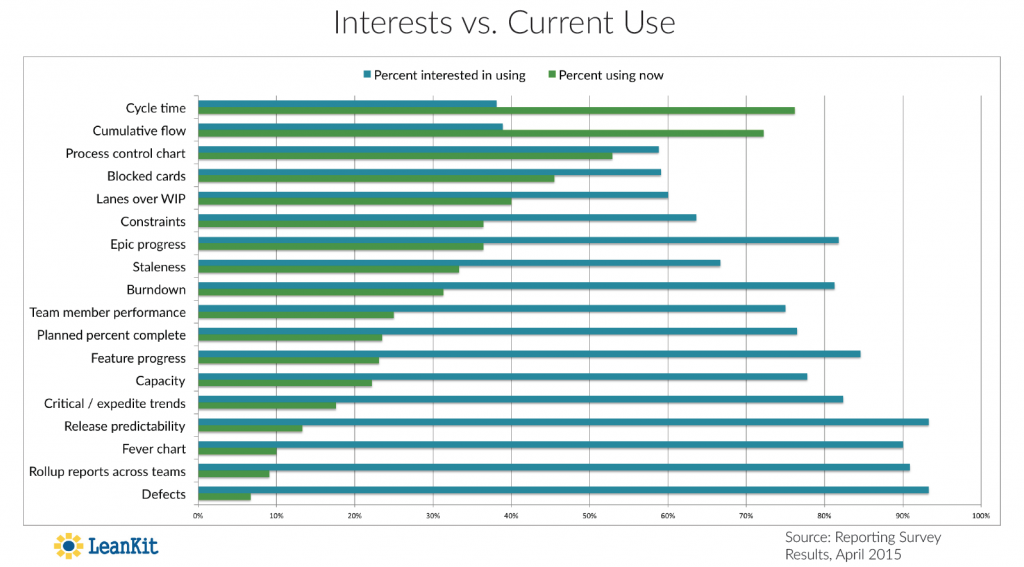 Interests vs. Current Use
Percent interested in using Percent using now
Cycle time
Cumulative flow
Process control chart
Blocked cards
Lanes over WIP
Constraints
Epic progress
Staleness
Burndown
Team member performance
Planned percent complete
Feature progress
Capacity
Critical / expedite trends
Release predictability
Fever chart
Rollup reports across teams
Defects
0% 10% 20% 30% 40% 50% 60% 70% 80% 90% 100%
LeanKit
Source: Reporting Survey
Results, April 2015